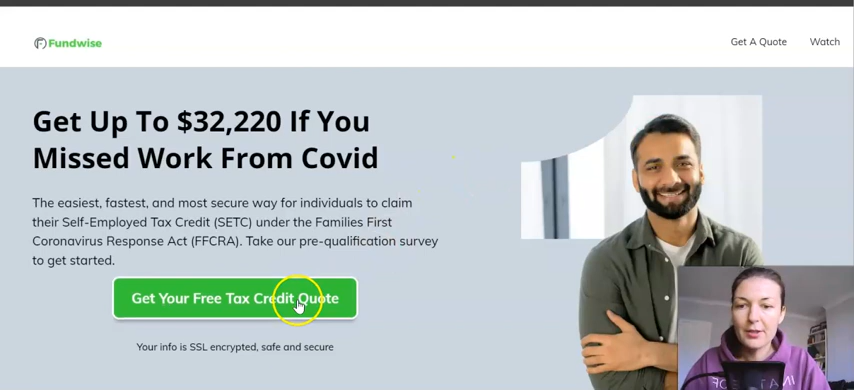 Fundwise
Get A Quote
Watch
Get Up To $32,220 If You
Missed Work From Covid
The easiest, fastest, and most secure way for individuals to claim
their Self-Employed Tax Credit (SETC) under the Families First
Coronavirus Response Act (FFCRA). Take our pre-qualification survey
to get started.
Get Your Free Tax Credit Quote
Your info is SSL encrypted, safe and secure